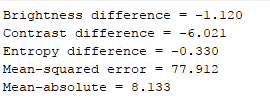 Brightness difference = -1.120
Contrast difference = -6.021
Entropy difference = -0.330
Mean-squared error = 77.912
Mean-absolute = 8.133